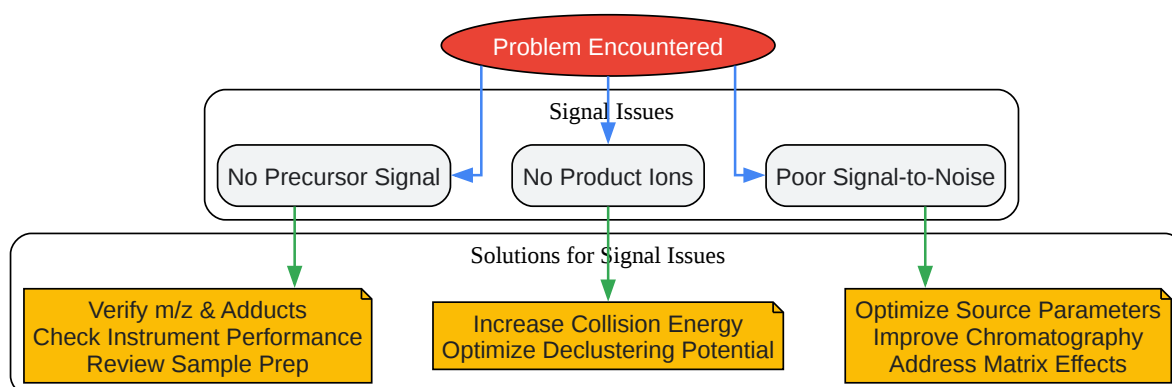 Problem Encountered
Signal Issues
No Precursor Signal
No Product Ions
Poor Signal-to-Noise
Solutions for Signal Issues
Verify m/z & Adducts
Check Instrument Performance
Review Sample Prep
Increase Collision Energy
Optimize Declustering Potential
Optimize Source Parameters
Improve Chromatography
Address Matrix Effects